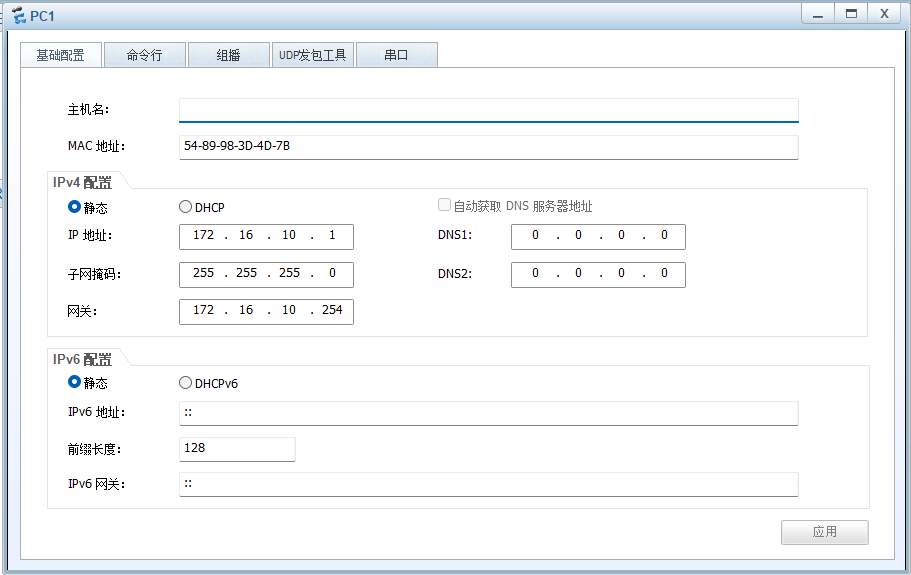 PC1
基础配置 命令行 组播 UDP发包工具 串口
主机名:
MAC 地址: 54-89-98-3D-4D-7B
IPv4 配置
静态 DHCP 自动获取 DNS 服务器地址
IP 地址: 172 . 16 . 10 . 1 DNS1: 0 . 0 . 0 . 0
子网掩码: 255 . 255 . 255 . 0 DNS2: 0 . 0 . 0 . 0
网关: 172 . 16 . 10 . 254
IPv6 配置
静态 DHCPv6
IPv6 地址: ::
前缀长度: 128
IPv6 网关: ::
应用